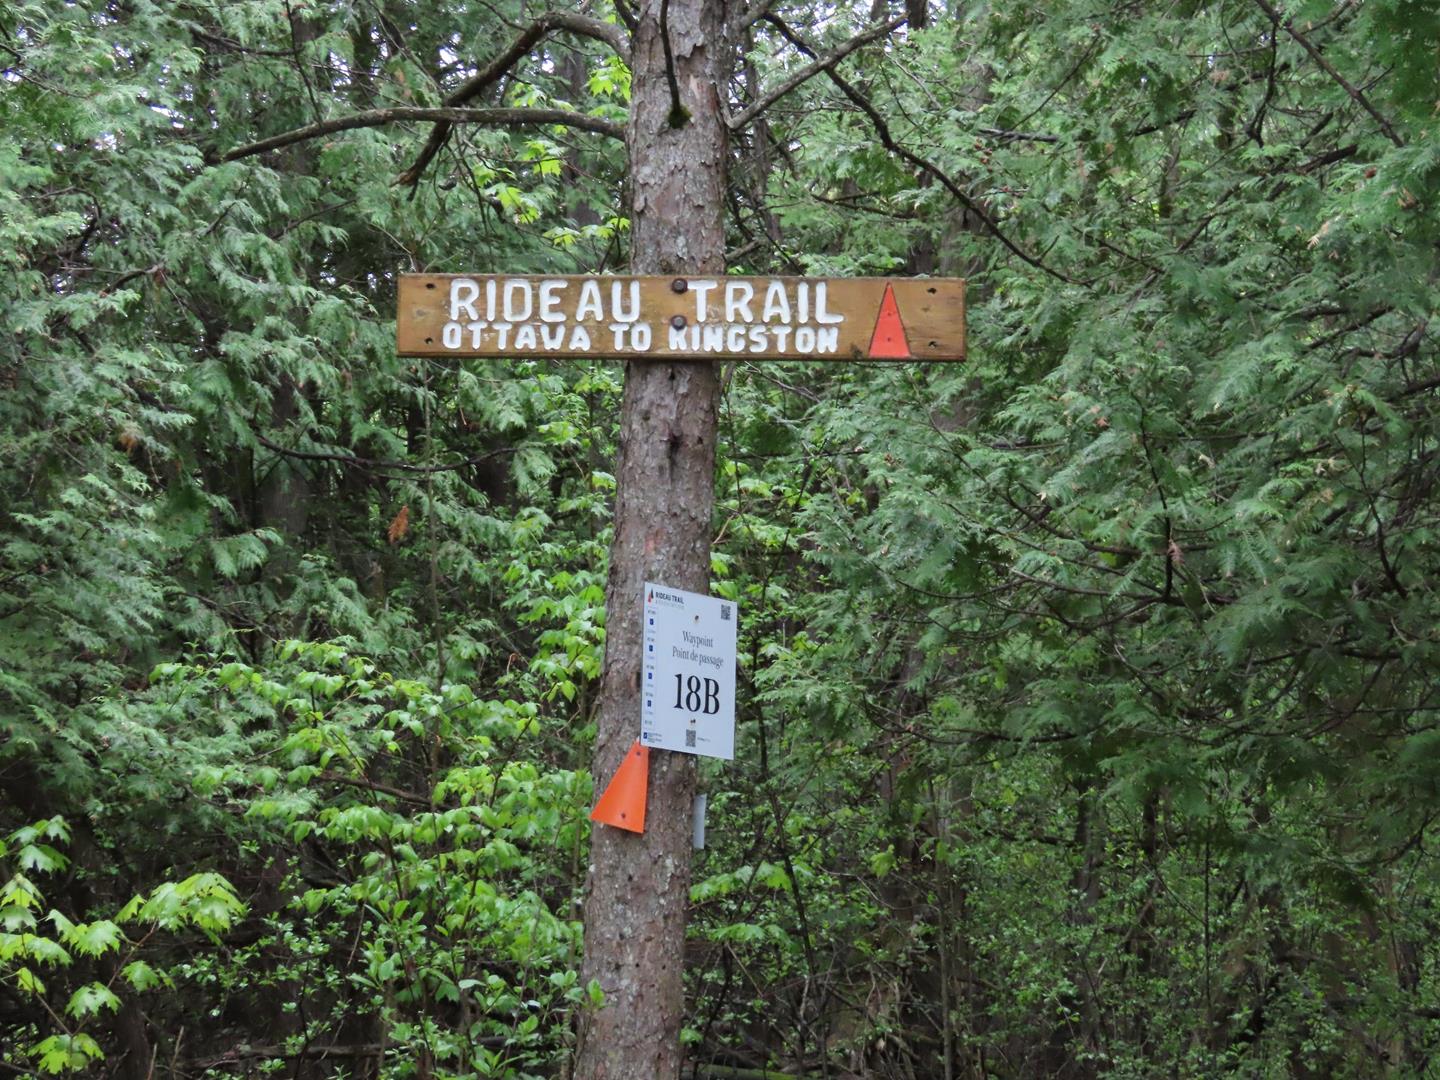 RIDEAU TRAIL
OTTAWA TO KINGSTON
RIDEAU TRAIL
Waypoint
Point de passage
18B